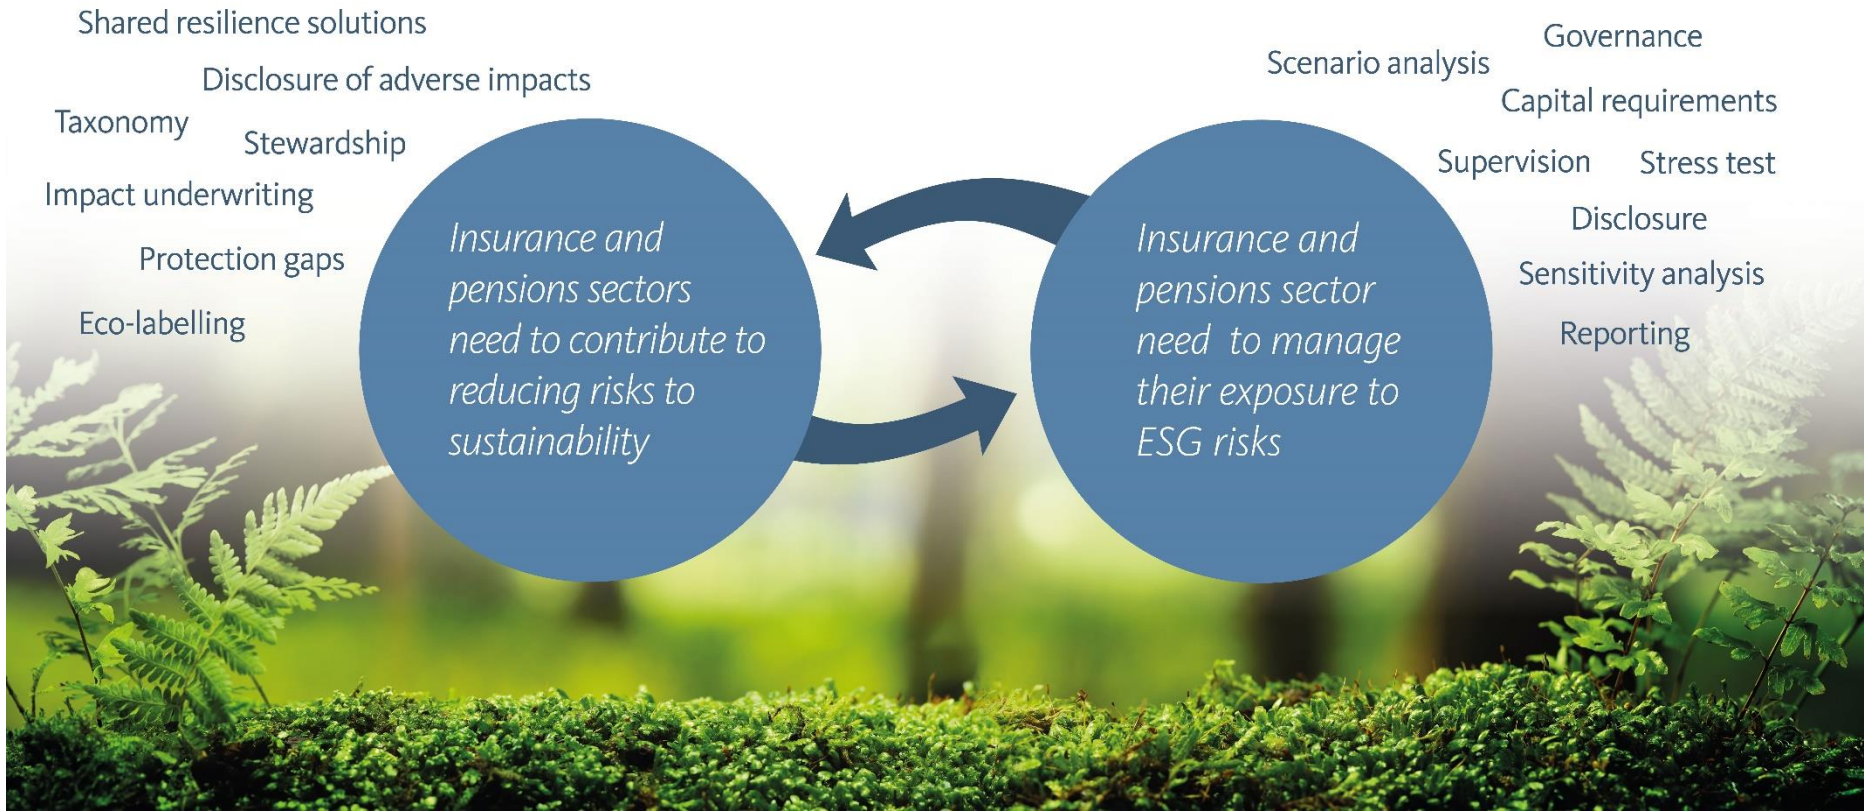 Shared resilience solutions
Disclosure of adverse impacts
Taxonomy
Stewardship
Impact underwriting
Protection gaps
Eco-labelling
Insurance and
pensions sectors
need to contribute to
reducing risks to
sustainability
Insurance and
pensions sector
need to manage
their exposure to
ESG risks
Governance
Scenario analysis
Capital requirements
Supervision
Stress test
Disclosure
Sensitivity analysis
Reporting